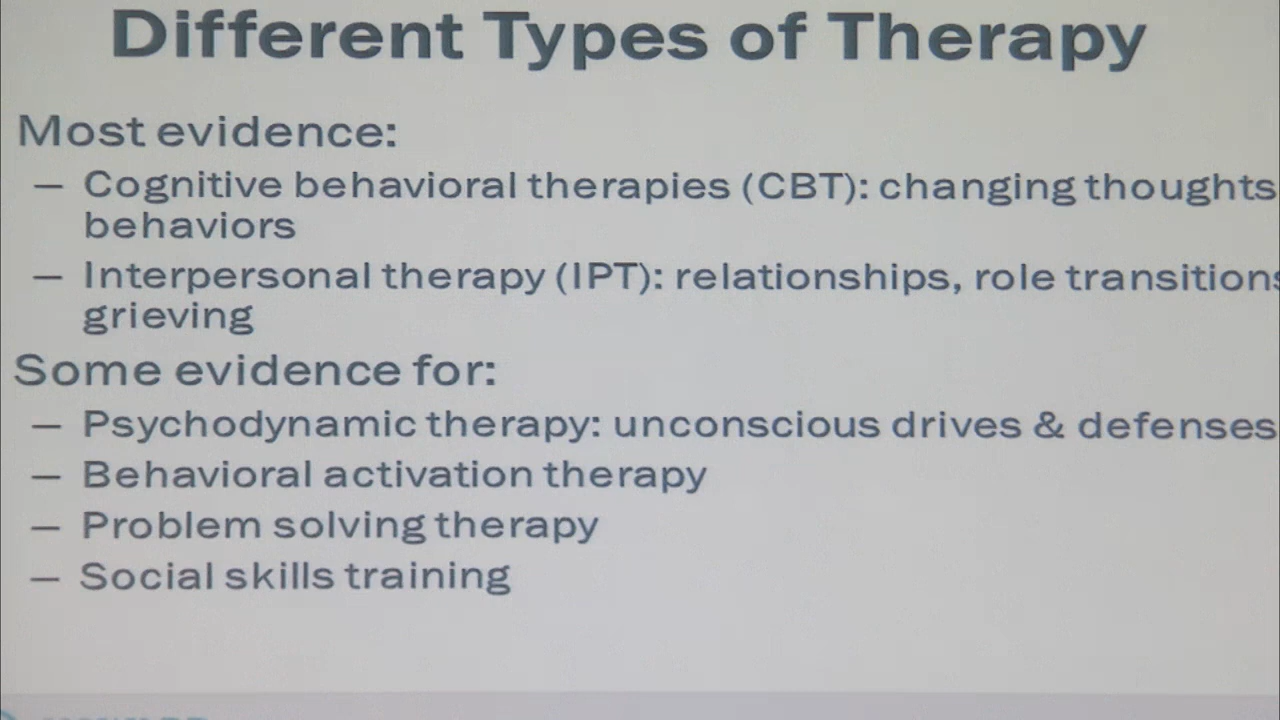 Different Types of Therapy
Most evidence:
— Cognitive behavioral therapies (CBT): changing thoughts
behaviors
— Interpersonal therapy (IPT): relationships, role transitions
grieving
Some evidence for:
— Psychodynamic therapy: unconscious drives & defenses
— Behavioral activation therapy
— Problem solving therapy
— Social skills training